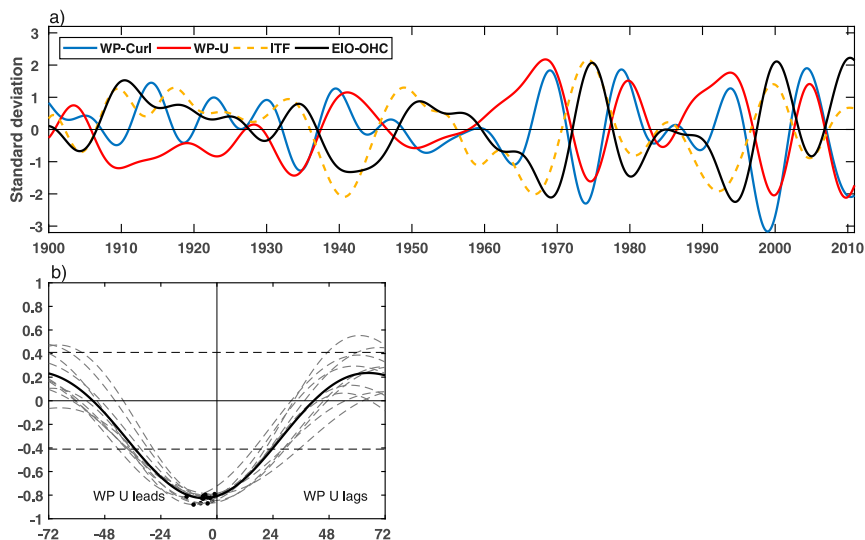 a)
WP-Curl WP-U ITF EIO-OHC
Standard deviation
3
2
1
0
-1
-2
-3
1900 1910 1920 1930 1940 1950 1960 1970 1980 1990 2000 2010
b)
1
0.8
0.6
0.4
0.2
0
-0.2
-0.4
-0.6
-0.8
-1
WP U leads WP U lags
-72 -48 -24 0 24 48 72